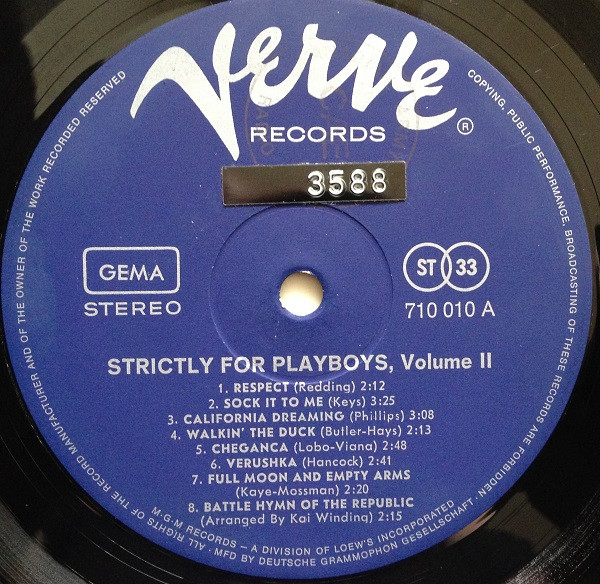 Verve
RECORDS
®
3588
GEMA
STEREO
ST 33
710 010 A
STRICTLY FOR PLAYBOYS, Volume II
1. RESPECT (Redding) 2:12
2. SOCK IT TO ME (Keys) 3:25
3. CALIFORNIA DREAMING (Phillips) 3:08
4. WALKIN' THE DUCK (Butler-Hays) 2:13
5. CHEGANCA (Lobo-Viana) 2:48
6. VERUSHKA (Hancock) 2:41
7. FULL MOON AND EMPTY ARMS
(Kaye-Mossman) 2:20
8. BATTLE HYMN OF THE REPUBLIC
(Arranged By Kai Winding) 2:15
M.G.M RECORDS – A DIVISION OF LOEW'S INCORPORATED
ALL RIGHTS OF THE RECORD MANUFACTURER AND OF THE OWNER OF THE WORK RECORDED RESERVED
COPYING, PUBLIC PERFORMANCE, BROADCASTING OF THESE RECORDS ARE FORBIDDEN · MFD BY DEUTSCHE GRAMMOPHON GESELLSCHAFT ·